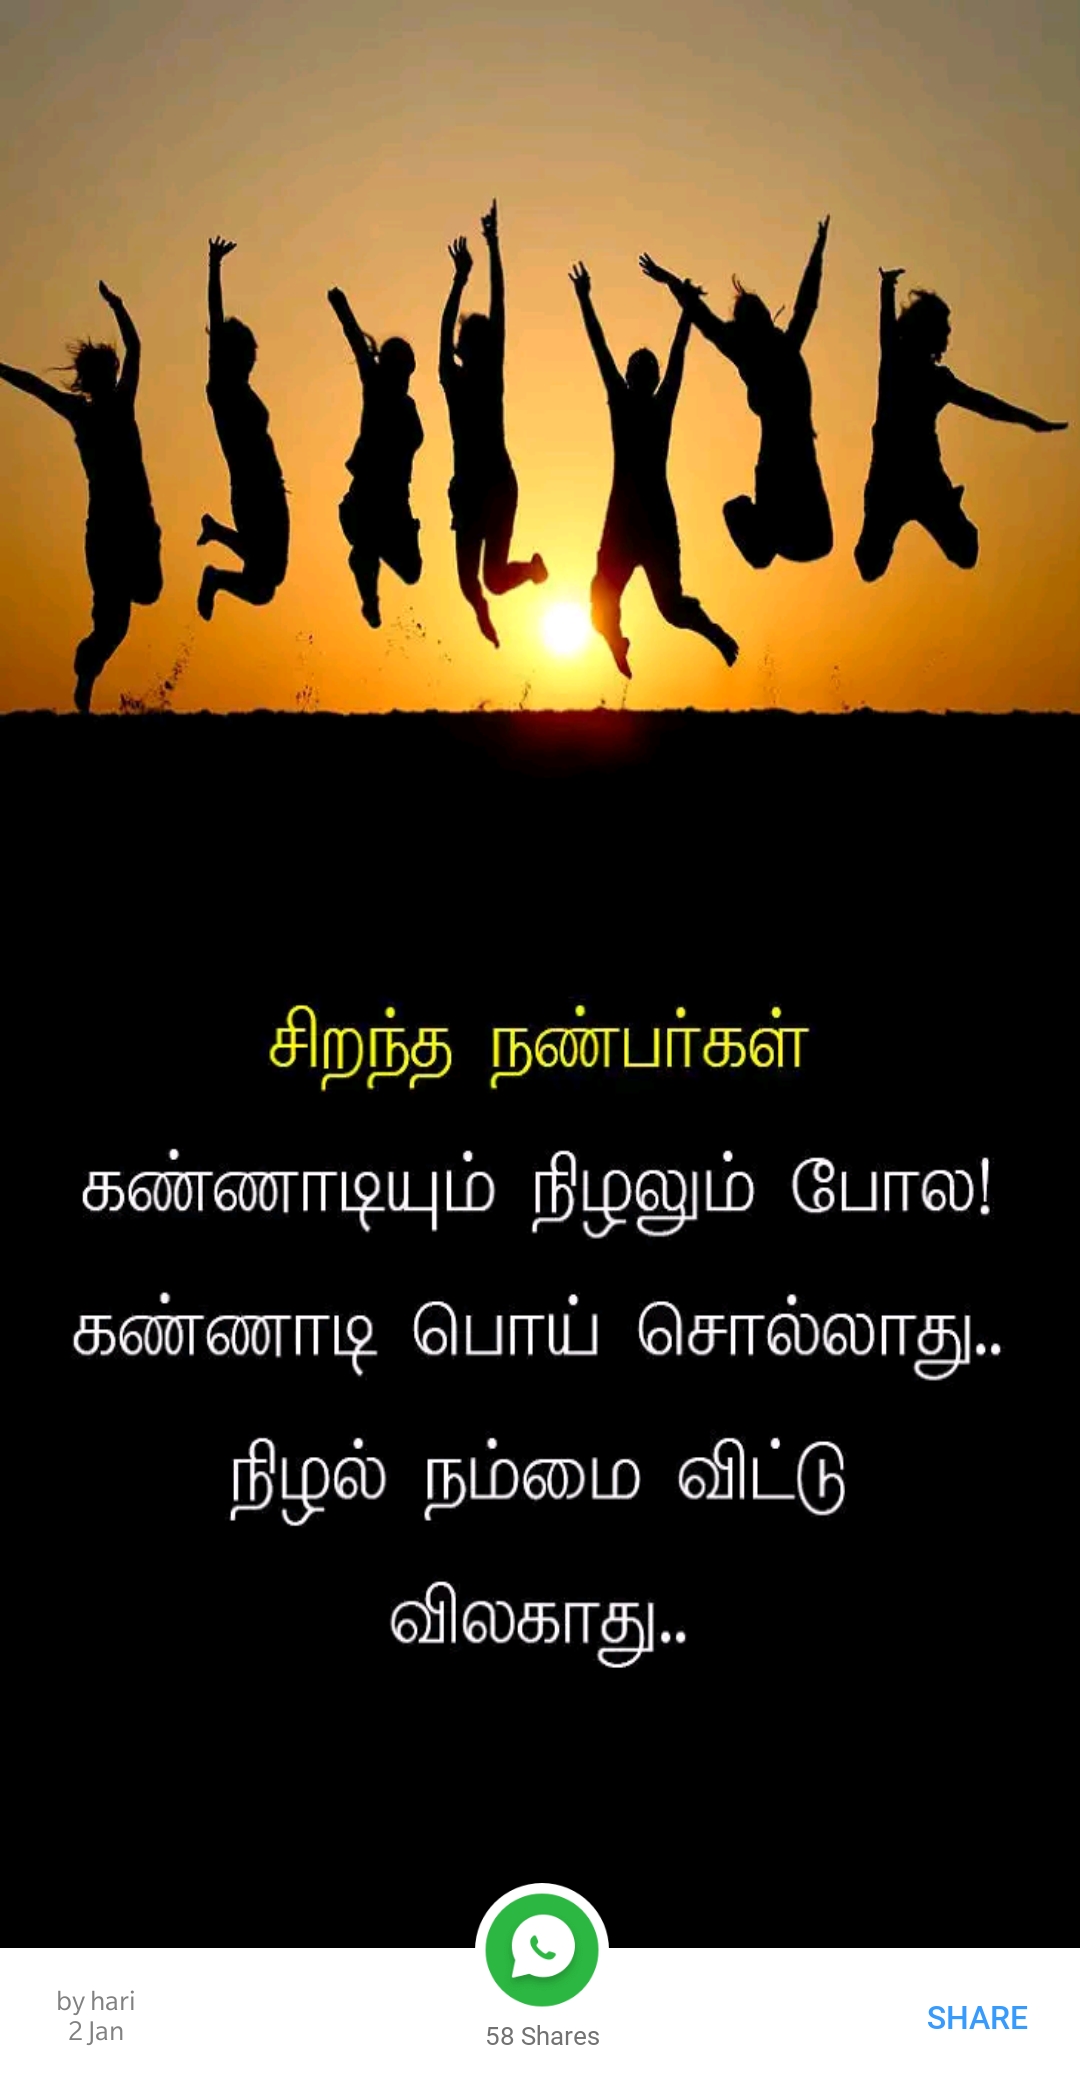 சிறந்த நண்பர்கள்
கண்ணாடியும் நிழலும் போல!
கண்ணாடி பொய் சொல்லாது..
நிழல் நம்மை விட்டு
விலகாது..
by hari
2 Jan
58 Shares
SHARE